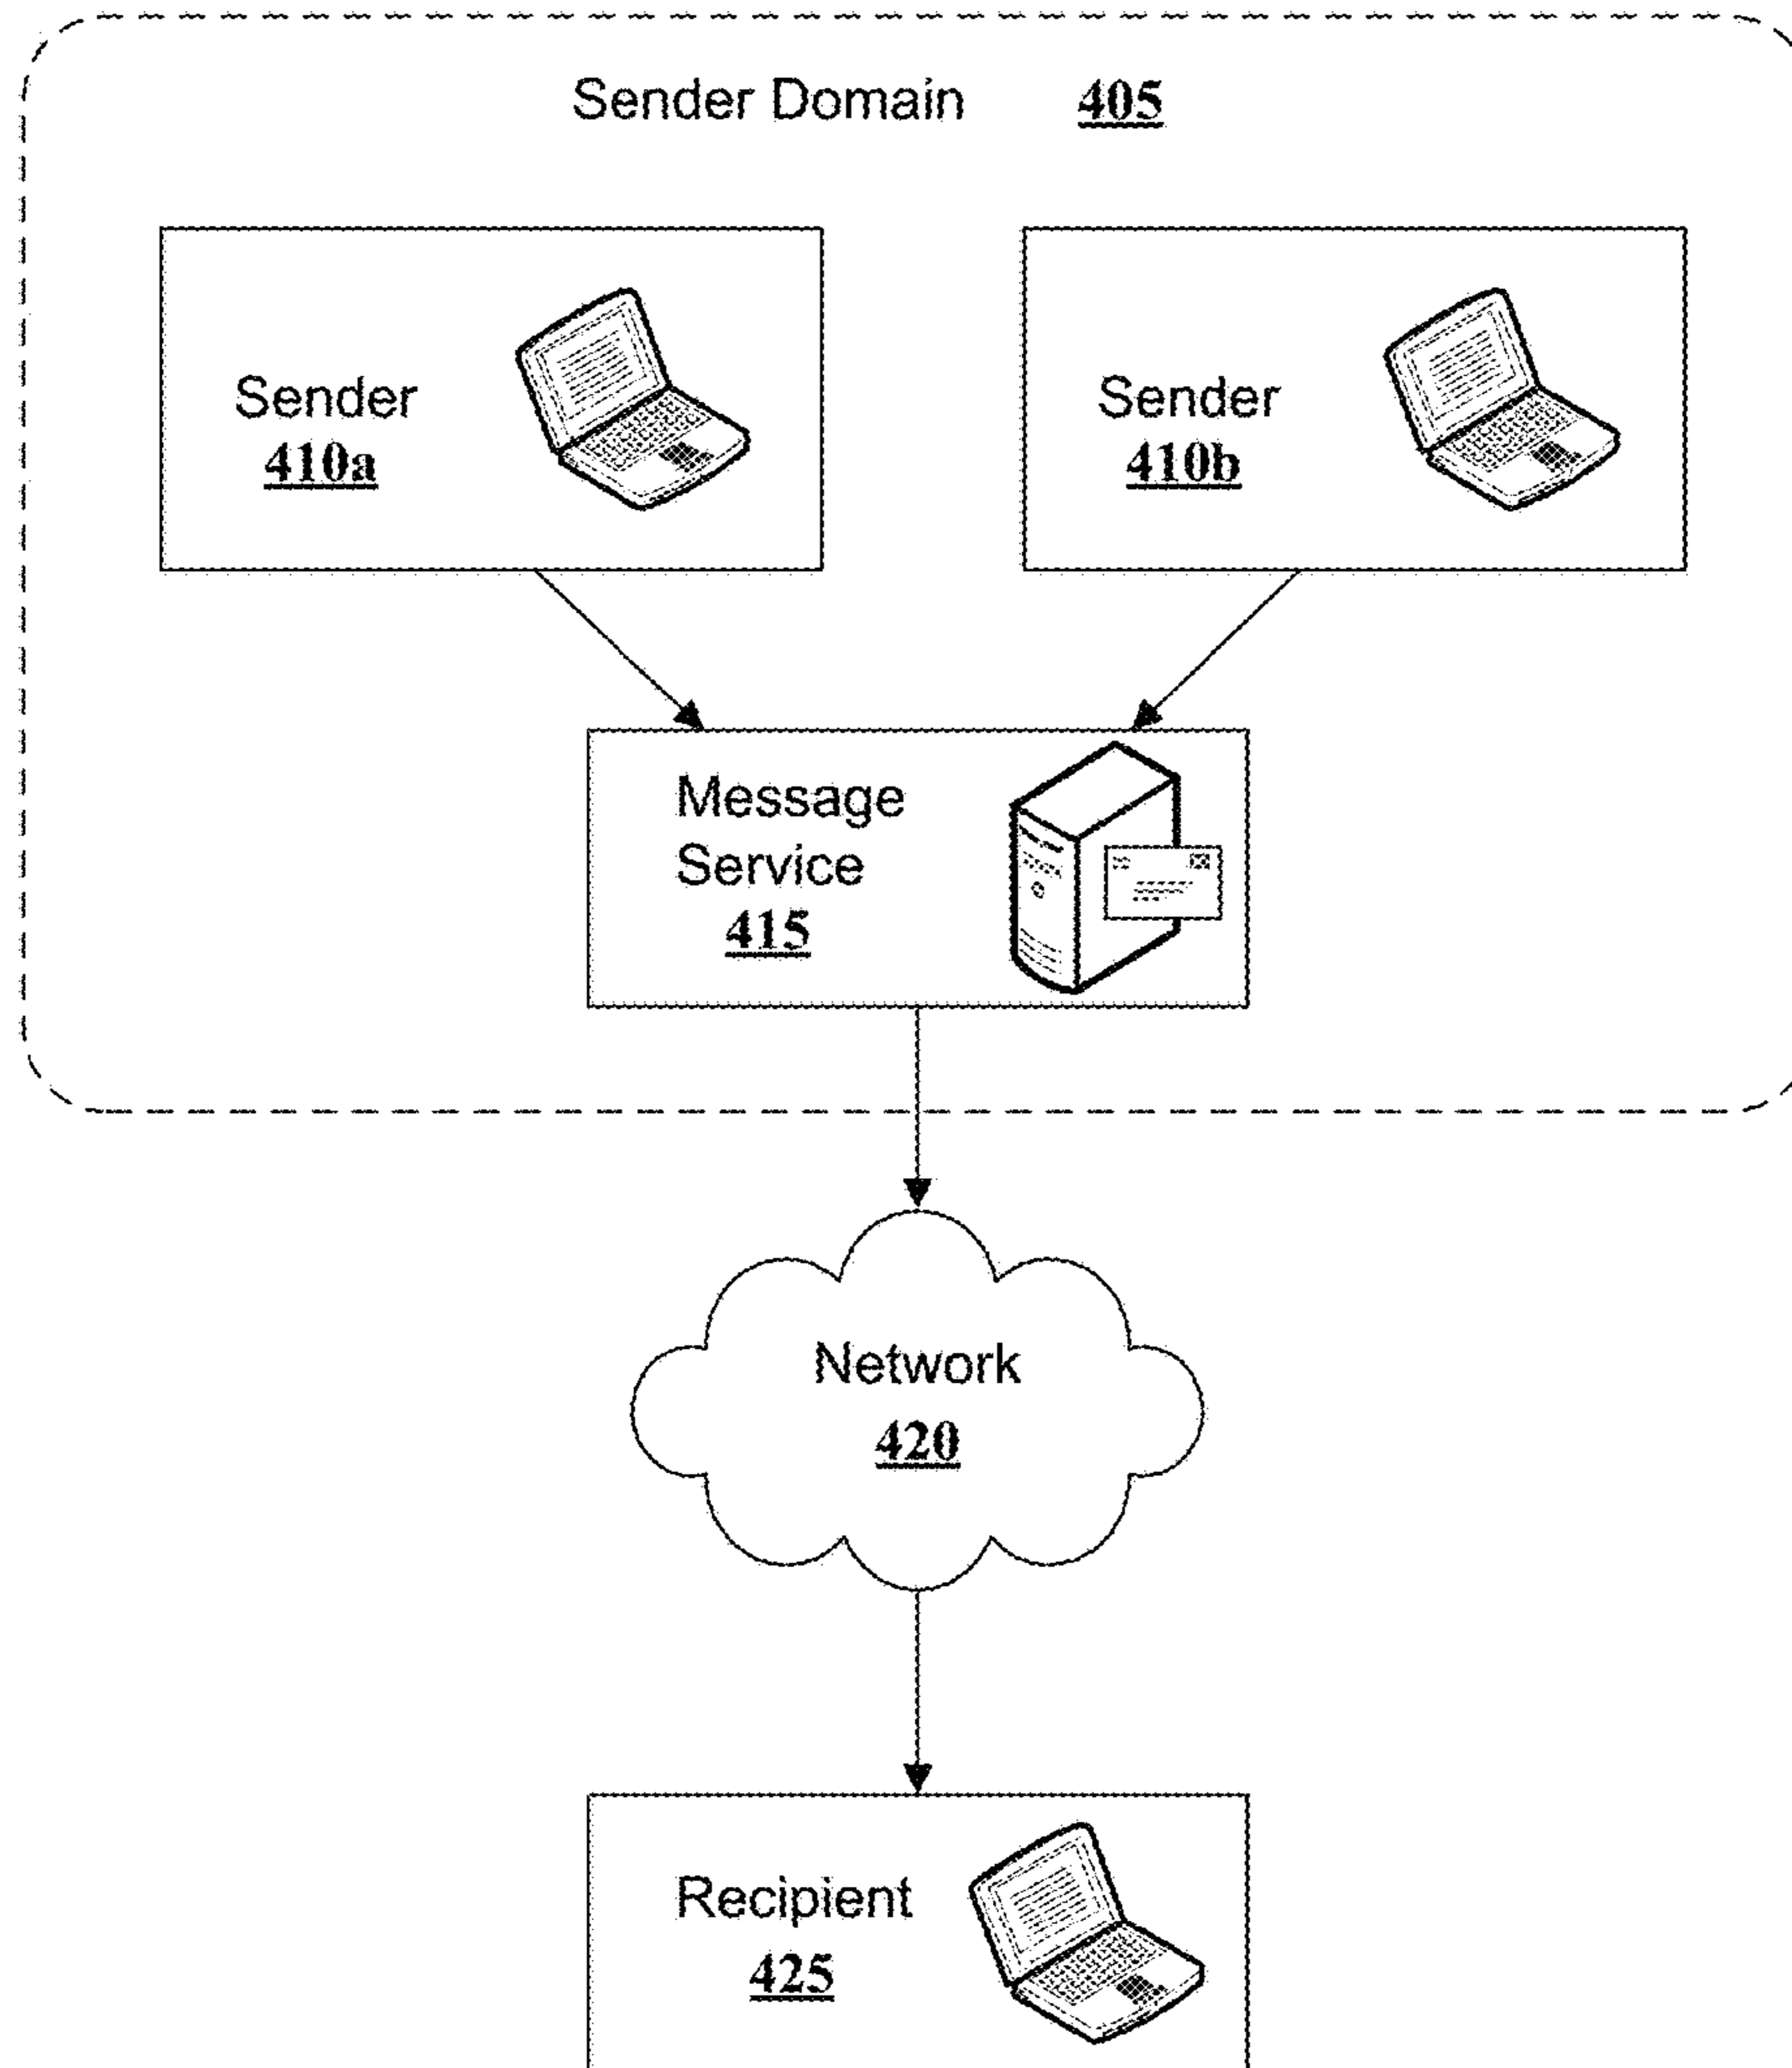 Sender Domain 405
Sender
410a
Sender
410b
Message
Service
415
Network
420
Recipient
425